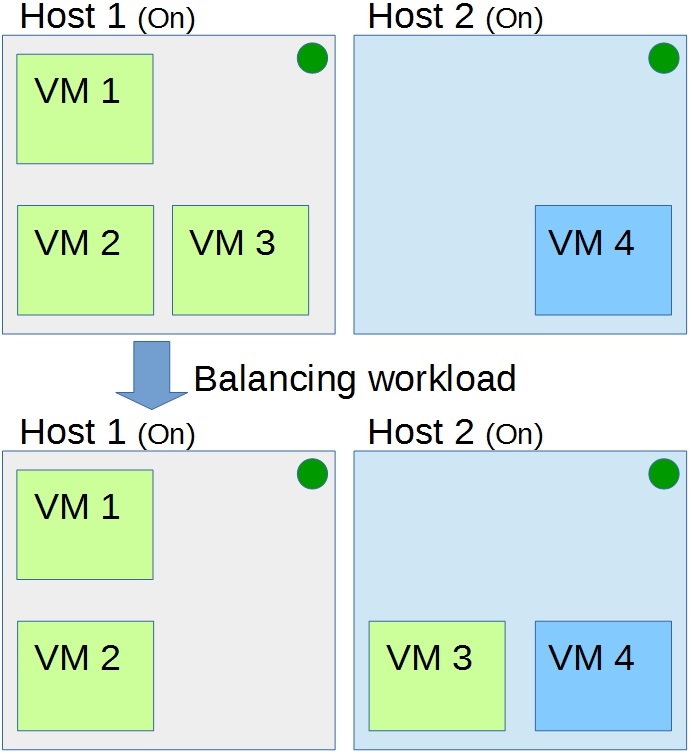 Host 1 (On)
Host 2 (On)
VM 1
VM 2
VM 3
VM 4
Balancing workload
Host 1 (On)
Host 2 (On)
VM 1
VM 2
VM 3
VM 4